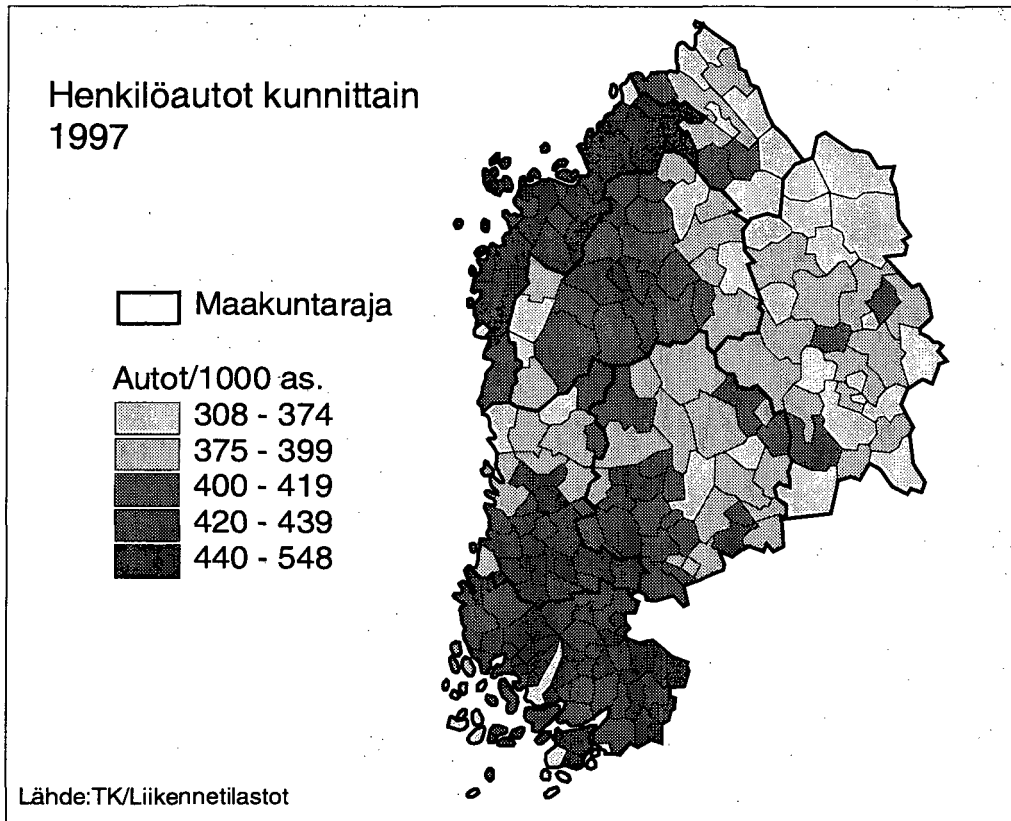 Henkilöautot kunnittain
1997
Maakuntaraja
Autot/1000 as.
308 - 374
375 - 399
400 - 419
420 - 439
440 - 548
Lähde:TK/Liikennetilastot